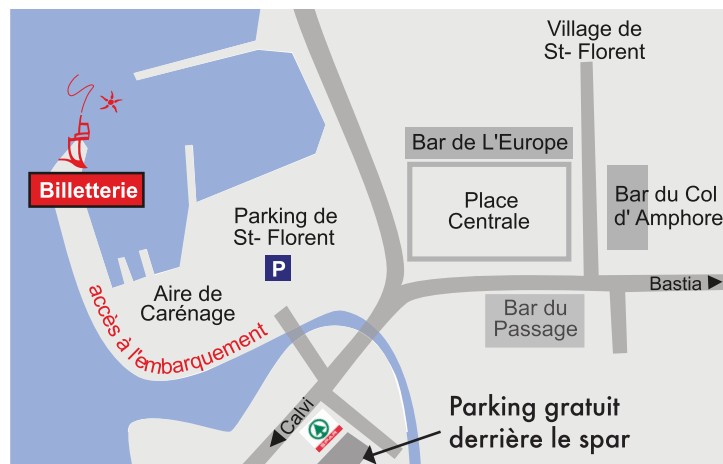 Village de
St- Florent
Bar de L'Europe
Billetterie
Place
Centrale
Bar du Col
d' Amphore
Parking de
St- Florent
P
Bastia
Aire de
Carénage
Bar du
Passage
accès à l'embarquement
Calvi
SPAR
Parking gratuit
derrière le spar